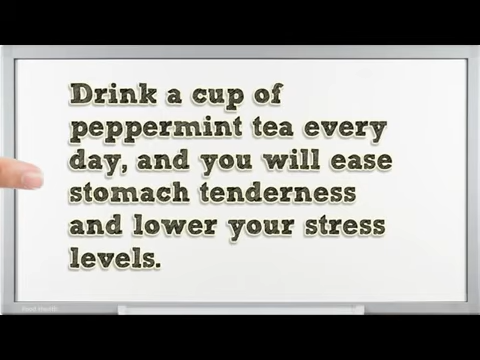 Drink a cup of
peppermint tea every
day, and you will ease
stomach tenderness
and lower your stress
levels.